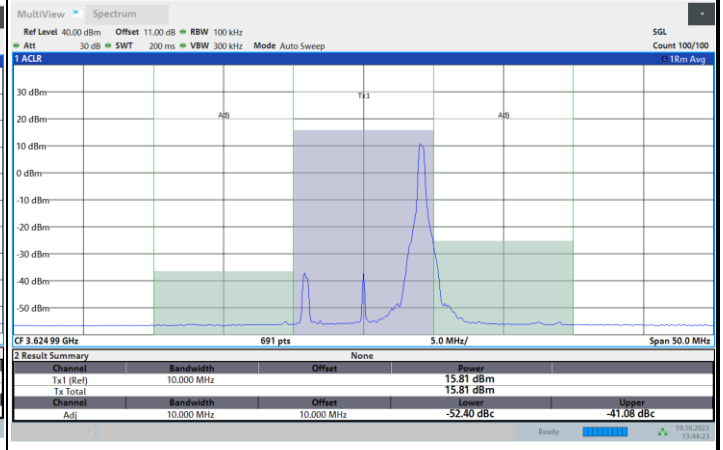 MultiView Spectrum
Ref Level 40.00 dBm Offset 11.00 dB RBW 100 kHz SGL
Att 30 dB SWT 200 ms VBW 300 kHz Mode Auto Sweep Count 100/100
1 ACLR 1Rm Avg
30 dBm
Tx1
Adj Adj
20 dBm
10 dBm
0 dBm
-10 dBm
-20 dBm
-30 dBm
-40 dBm
-50 dBm
CF 3.624 99 GHz 691 pts 5.0 MHz/ Span 50.0 MHz
2 Result Summary None
Channel Bandwidth Offset Power
Tx1 (Ref) 10.000 MHz 15.81 dBm
Tx Total 15.81 dBm
Channel Bandwidth Offset Lower Upper
Adj 10.000 MHz 10.000 MHz -52.40 dBc -41.08 dBc
Ready 19.10.2022
13:44:23